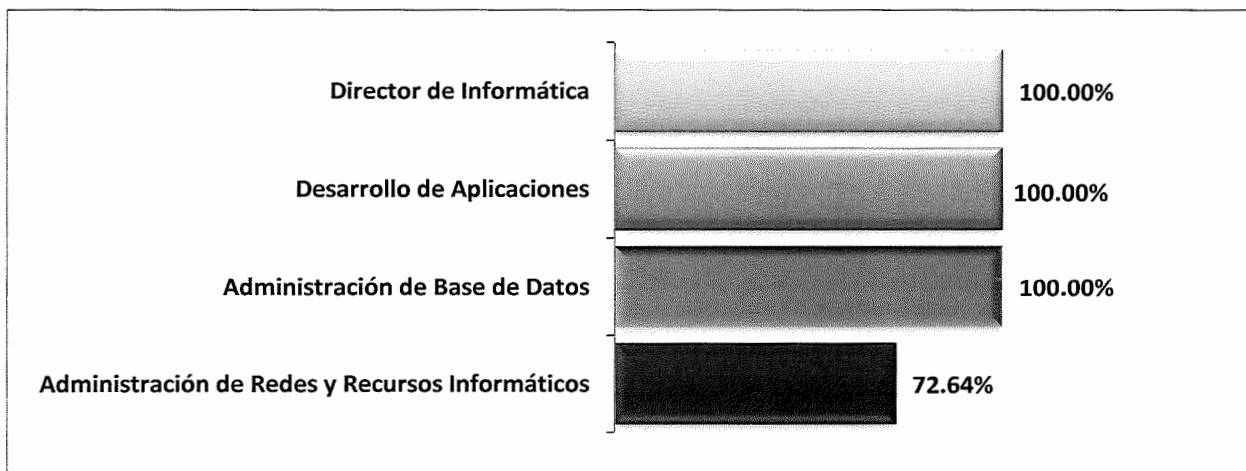 Director de Informática 100.00%
Desarrollo de Aplicaciones 100.00%
Administración de Base de Datos 100.00%
Administración de Redes y Recursos Informáticos 72.64%